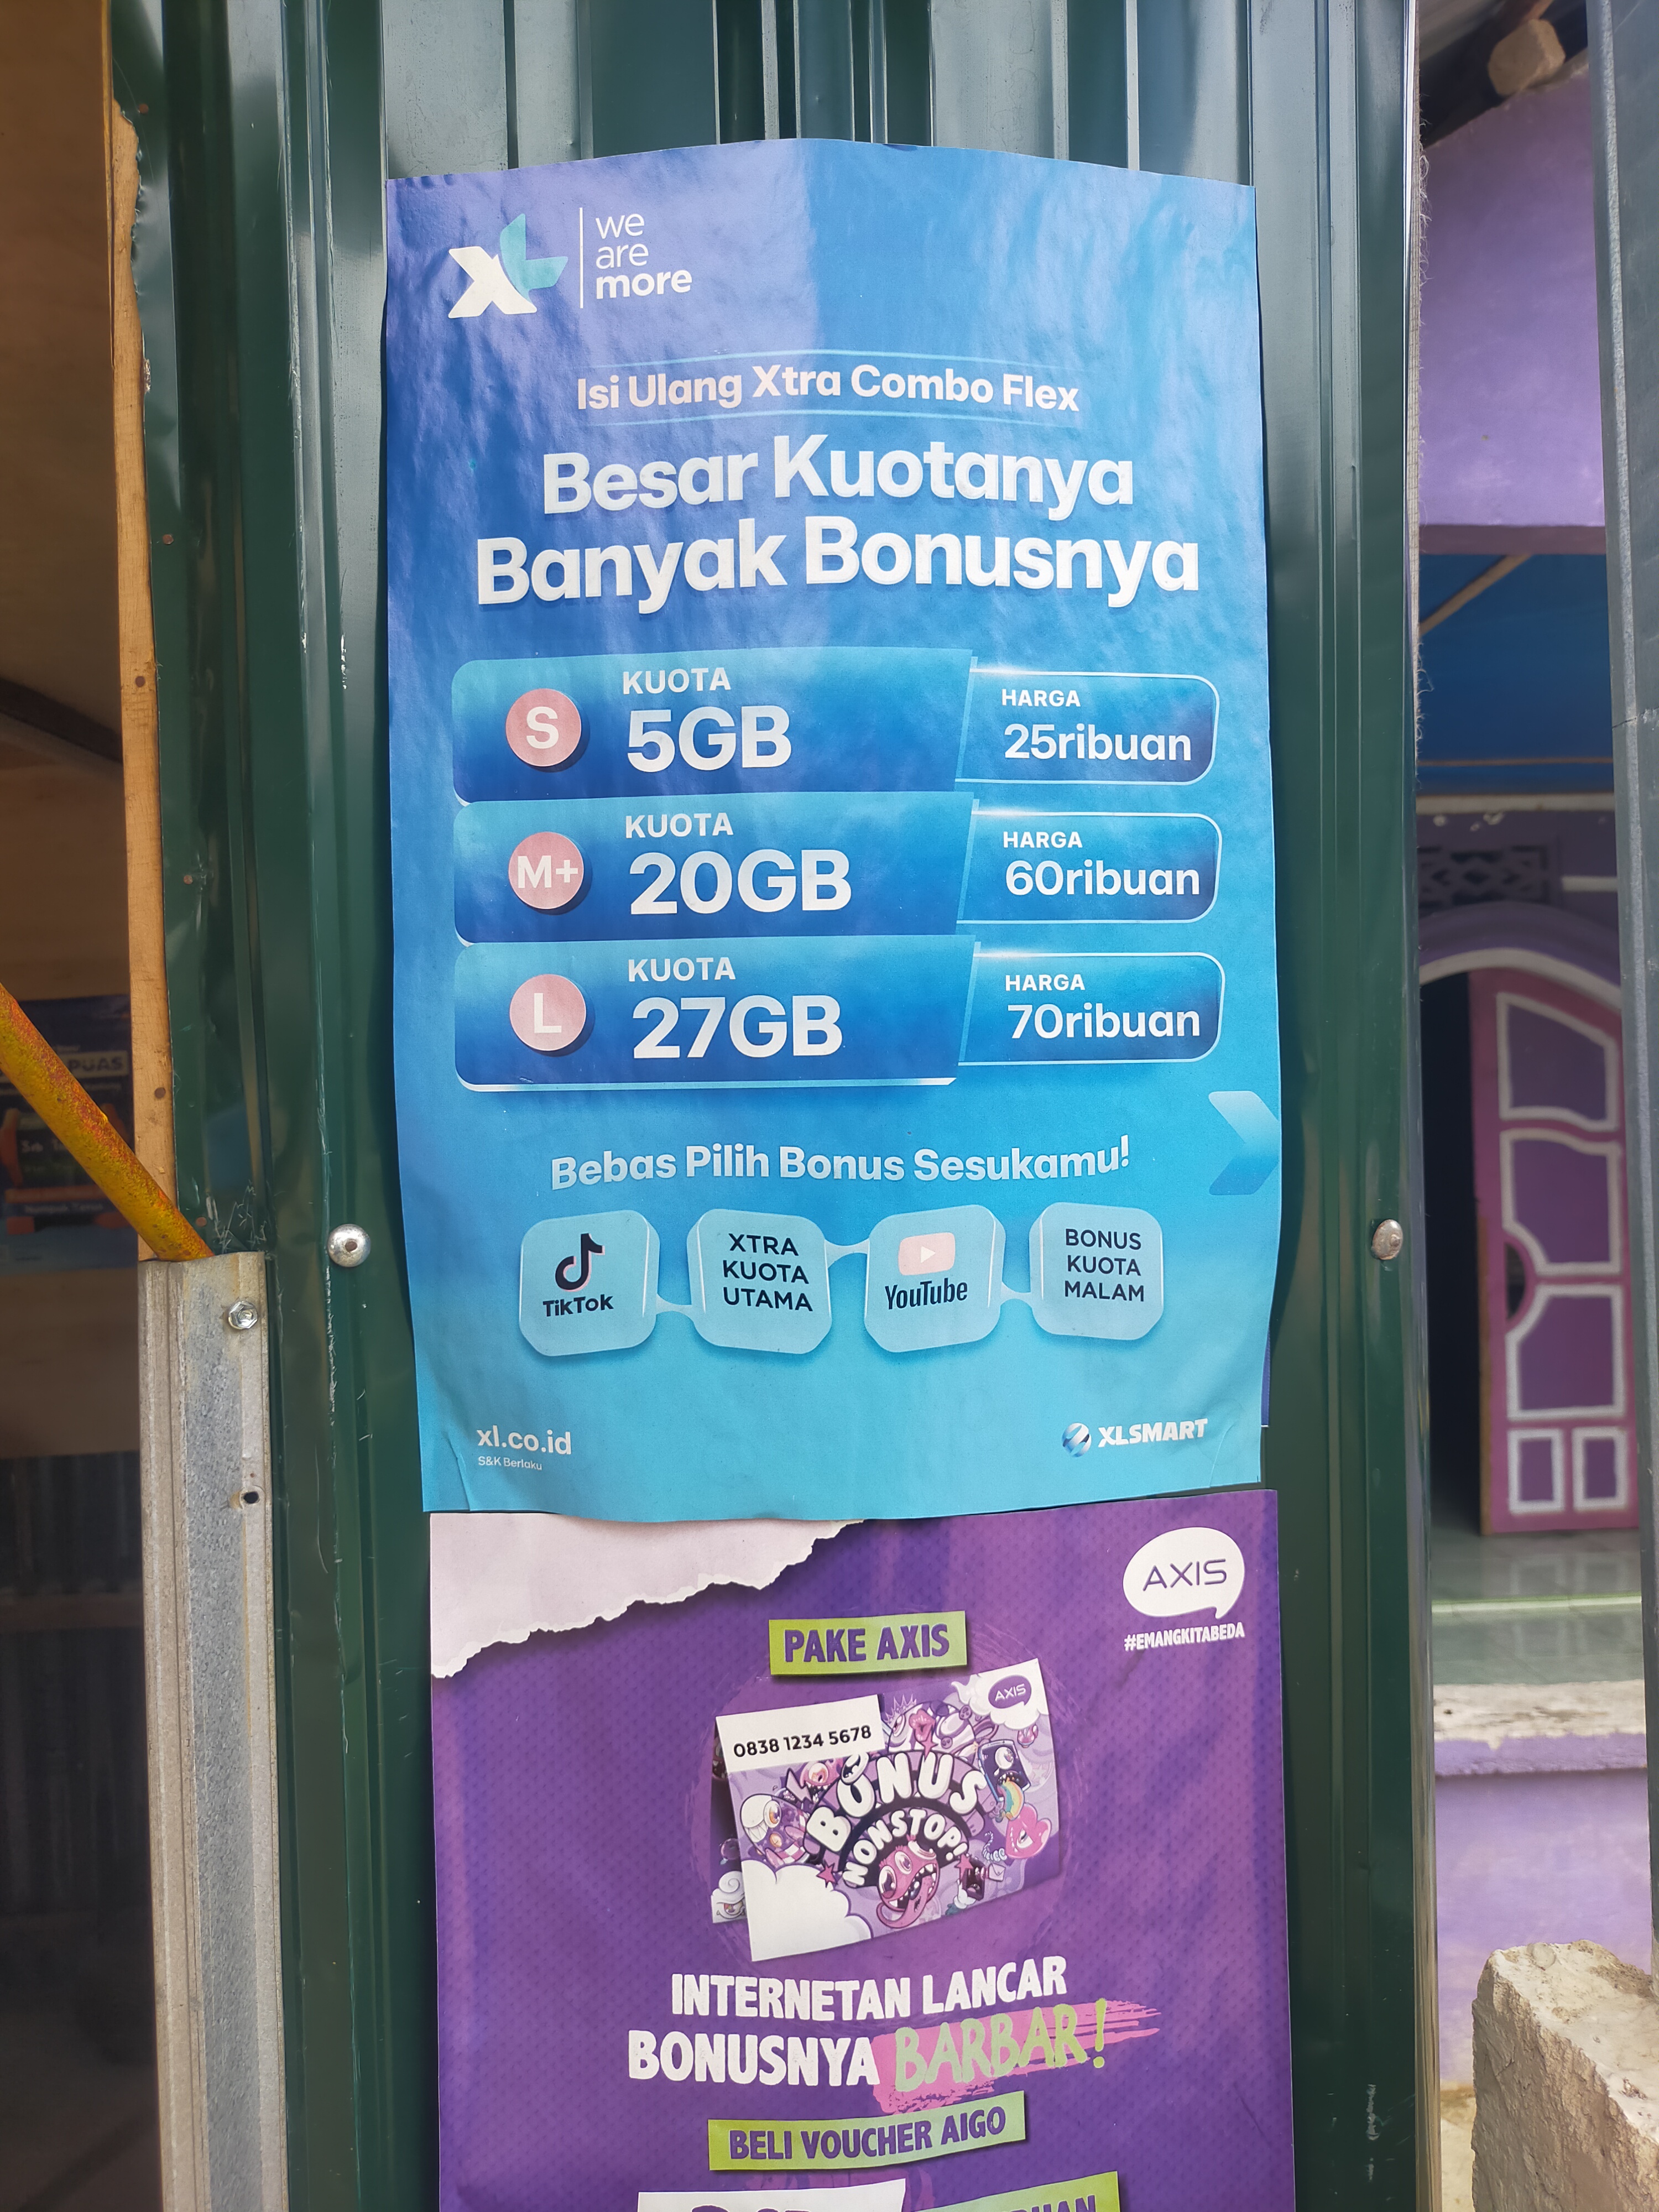 XL
we
are
more
Isi Ulang Xtra Combo Flex
Besar Kuotanya
Banyak Bonusnya
S
KUOTA
5GB
HARGA
25ribuan
M+
KUOTA
20GB
HARGA
60ribuan
L
KUOTA
27GB
HARGA
70ribuan
Bebas Pilih Bonus Sesukamu!
TikTok
XTRA
KUOTA
UTAMA
YouTube
BONUS
KUOTA
MALAM
xl.co.id
S&K Berlaku
XLSMART
AXIS
#EMANGKITABEDA
PAKE AXIS
AXIS
0838 1234 5678
BONUS
NONSTOP!
INTERNETAN LANCAR
BONUSNYA BARBAR!
BELI VOUCHER AIGO
PUAS